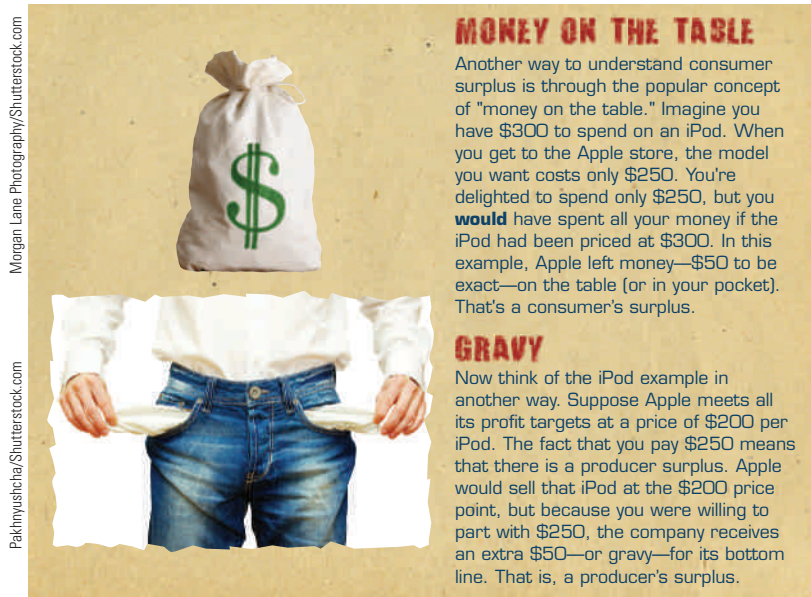 Morgan Lane Photography/Shutterstock.com
Pakhnyushcha/Shutterstock.com
$
MONEY ON THE TABLE
Another way to understand consumer
surplus is through the popular concept
of "money on the table." Imagine you
have $300 to spend on an iPod. When
you get to the Apple store, the model
you want costs only $250. You're
delighted to spend only $250, but you
would have spent all your money if the
iPod had been priced at $300. In this
example, Apple left money—$50 to be
exact—on the table (or in your pocket).
That's a consumer's surplus.
GRAVY
Now think of the iPod example in
another way. Suppose Apple meets all
its profit targets at a price of $200 per
iPod. The fact that you pay $250 means
that there is a producer surplus. Apple
would sell that iPod at the $200 price
point, but because you were willing to
part with $250, the company receives
an extra $50—or gravy—for its bottom
line. That is, a producer's surplus.